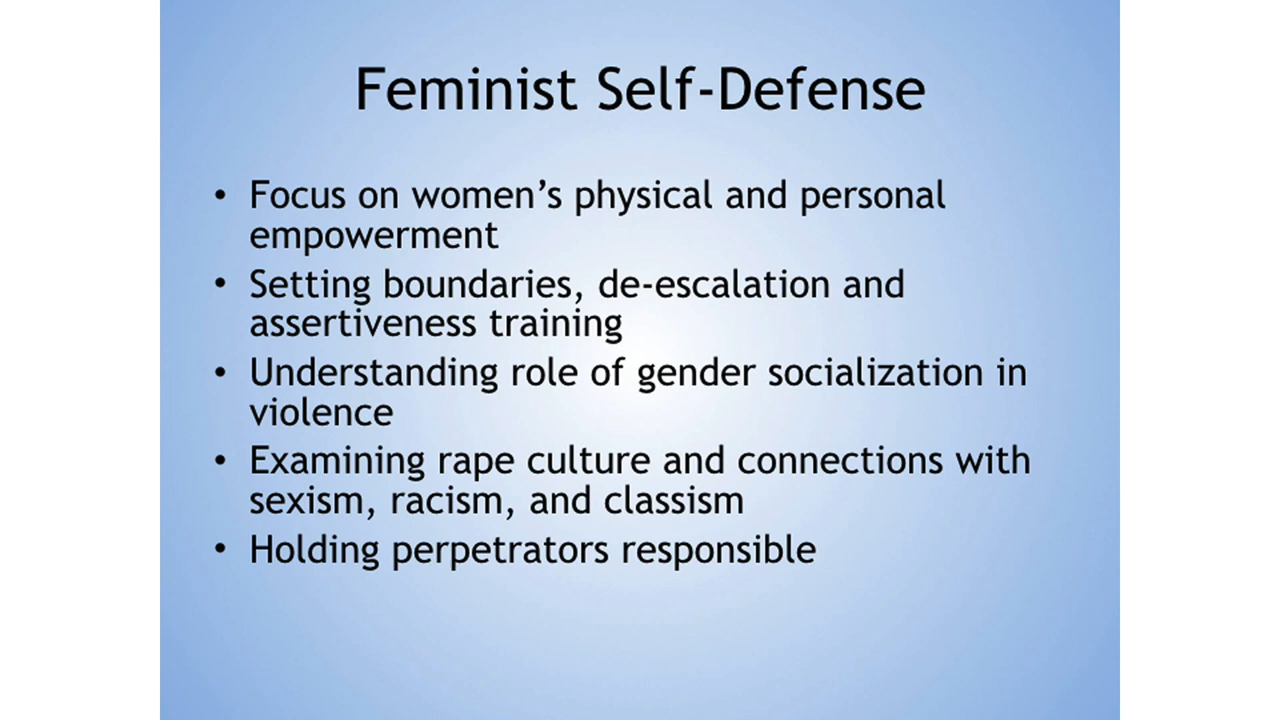 Feminist Self-Defense
• Focus on women’s physical and personal
empowerment
• Setting boundaries, de-escalation and
assertiveness training
• Understanding role of gender socialization in
violence
• Examining rape culture and connections with
sexism, racism, and classism
• Holding perpetrators responsible